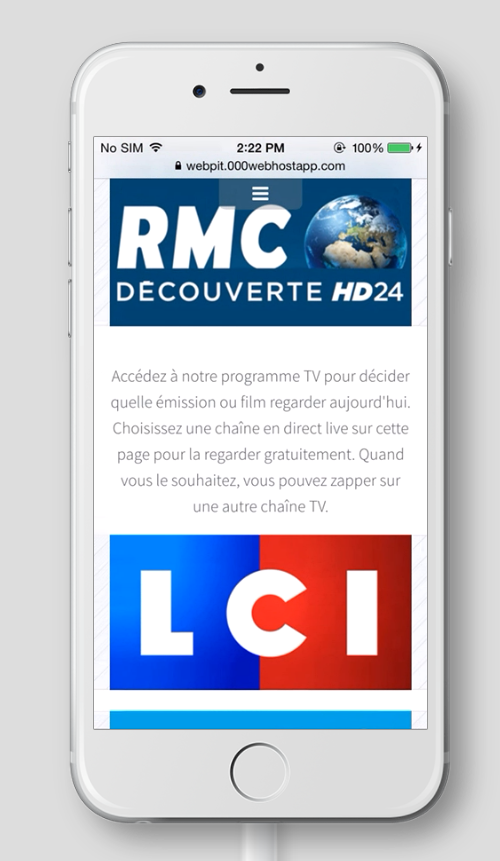 No SIM 2:22 PM 100%
webpit.000webhostapp.com
RMC
DÉCOUVERTE HD24
Accédez à notre programme TV pour décider
quelle émission ou film regarder aujourd'hui.
Choisissez une chaîne en direct live sur cette
page pour la regarder gratuitement. Quand
vous le souhaitez, vous pouvez zapper sur
une autre chaîne TV.
LCI